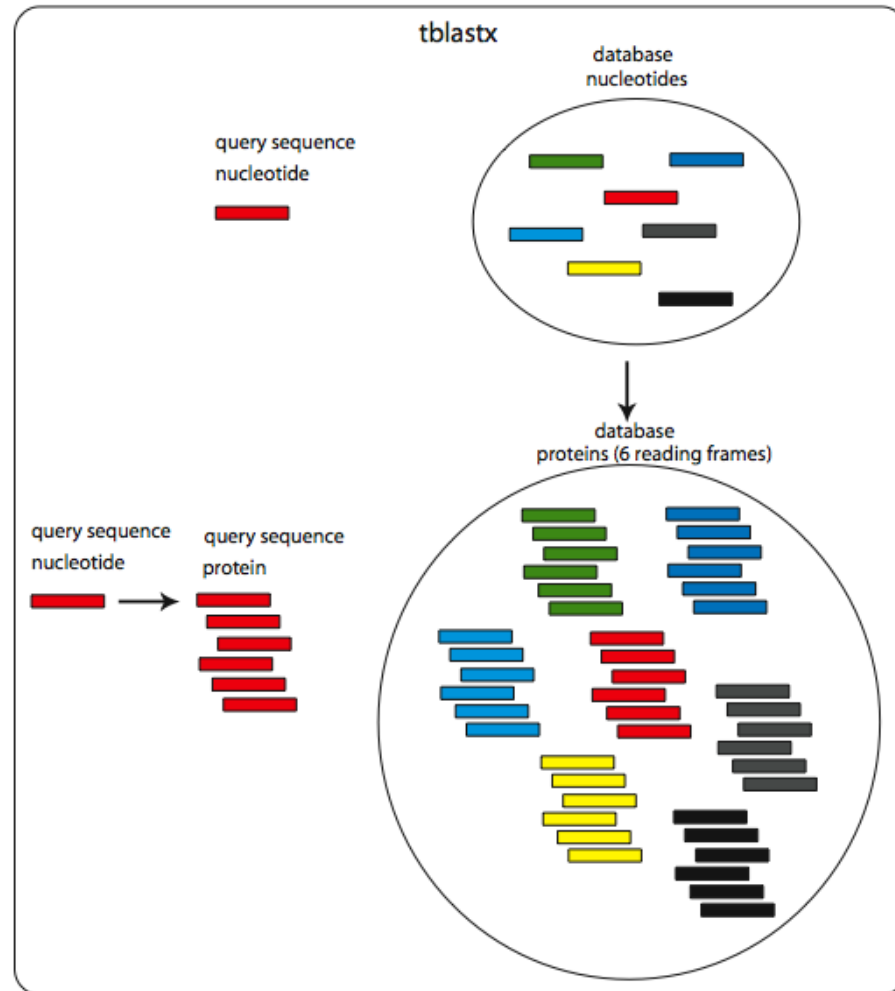 tblastx
database
nucleotides
query sequence
nucleotide
database
proteins (6 reading frames)
query sequence
nucleotide
query sequence
protein